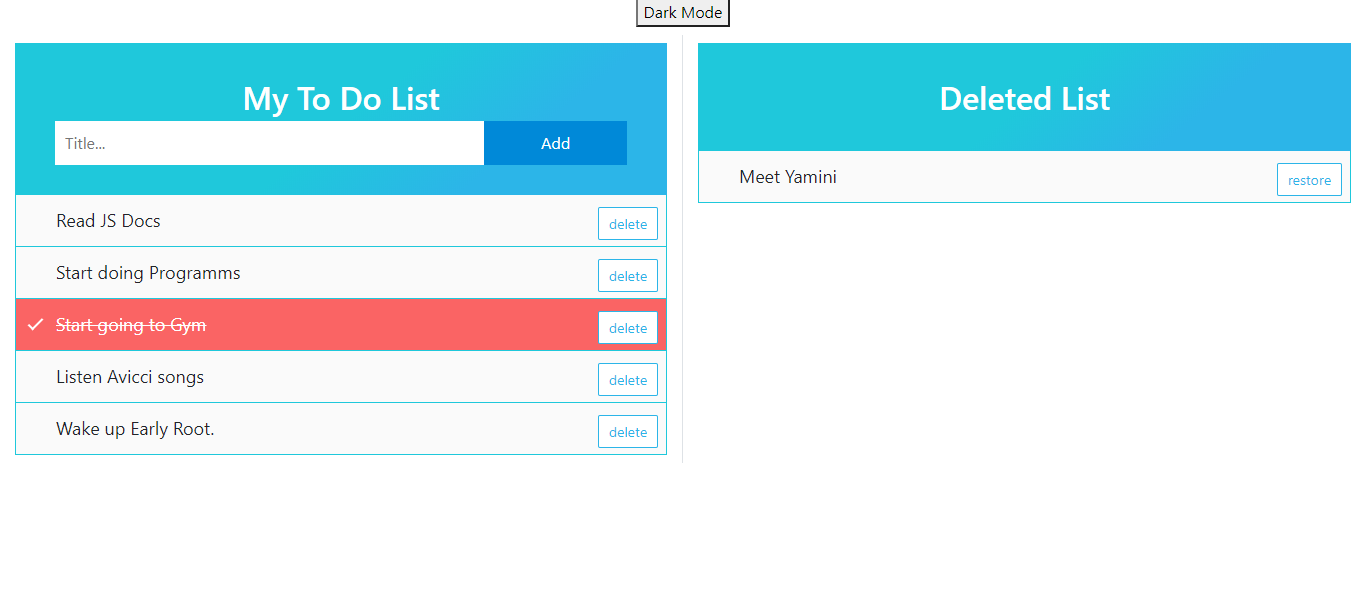 Dark Mode
My To Do List
Title...
Add
Read JS Docs
delete
Start doing Programms
delete
Start going to Gym
delete
Listen Avicci songs
delete
Wake up Early Root.
delete
Deleted List
Meet Yamini
restore